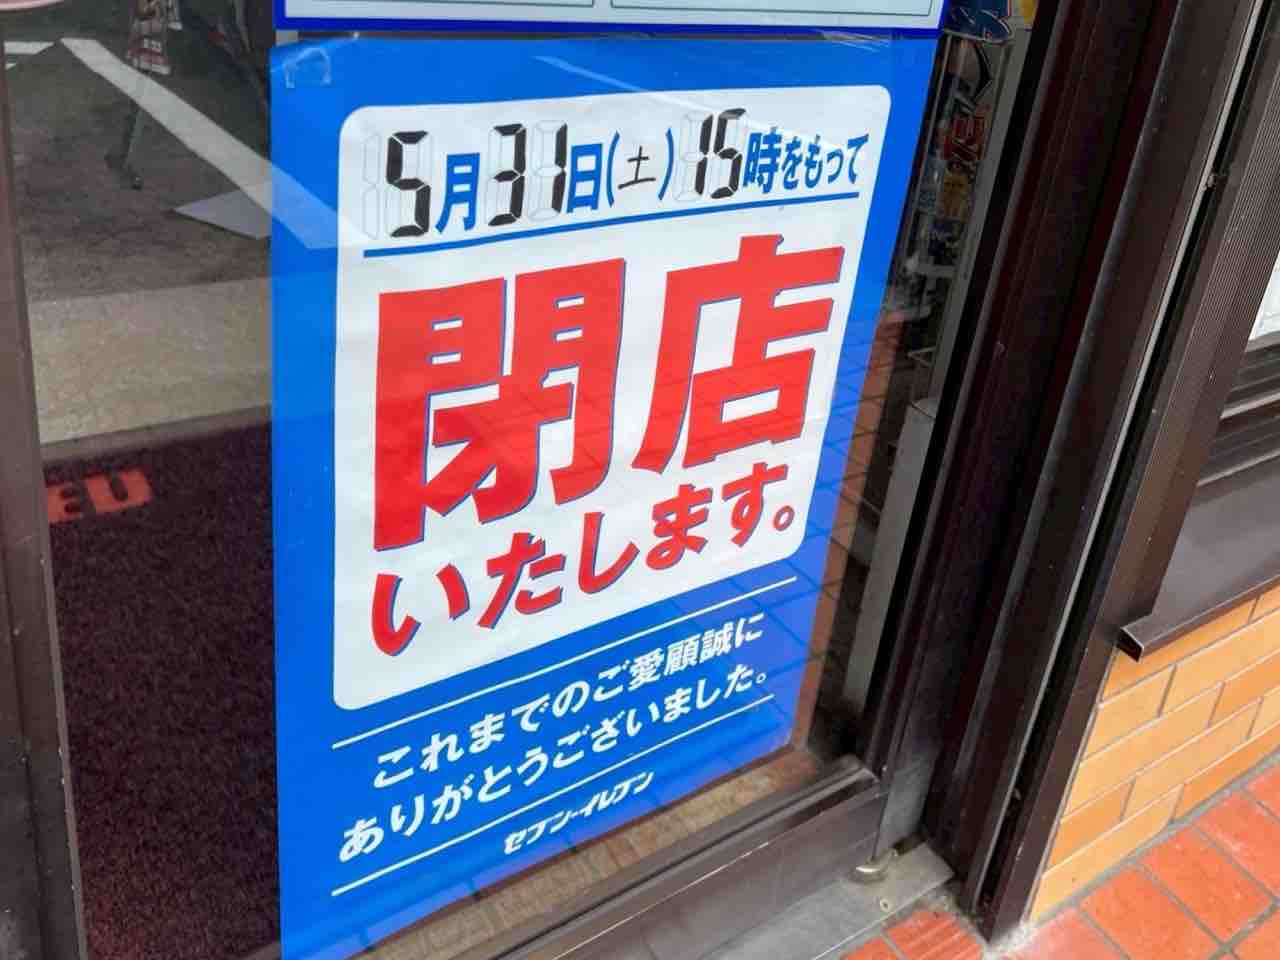 5月31日(土)15時をもって
閉店
いたします。
これまでのご愛顧誠に
ありがとうございました。
セブン-イレブン